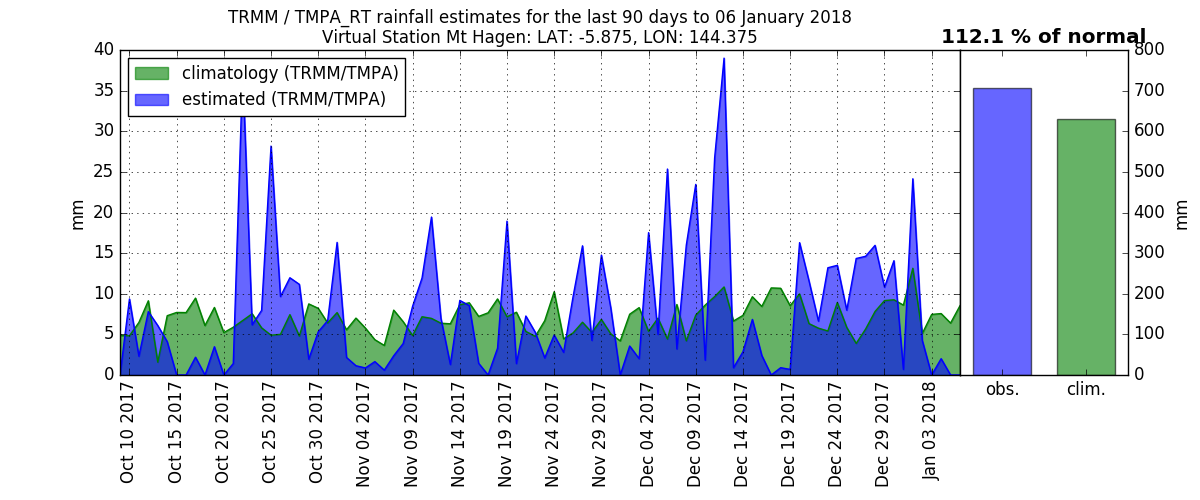 TRMM / TMPA_RT rainfall estimates for the last 90 days to 06 January 2018
Virtual Station Mt Hagen: LAT: -5.875, LON: 144.375
112.1 % of normal
climatology (TRMM/TMPA)
estimated (TRMM/TMPA)
mm
40
35
30
25
20
15
10
5
0
Oct 10 2017
Oct 15 2017
Oct 20 2017
Oct 25 2017
Oct 30 2017
Nov 04 2017
Nov 09 2017
Nov 14 2017
Nov 19 2017
Nov 24 2017
Nov 29 2017
Dec 04 2017
Dec 09 2017
Dec 14 2017
Dec 19 2017
Dec 24 2017
Dec 29 2017
Jan 03 2018
obs.
clim.
800
700
600
500
400
300
200
100
0
mm